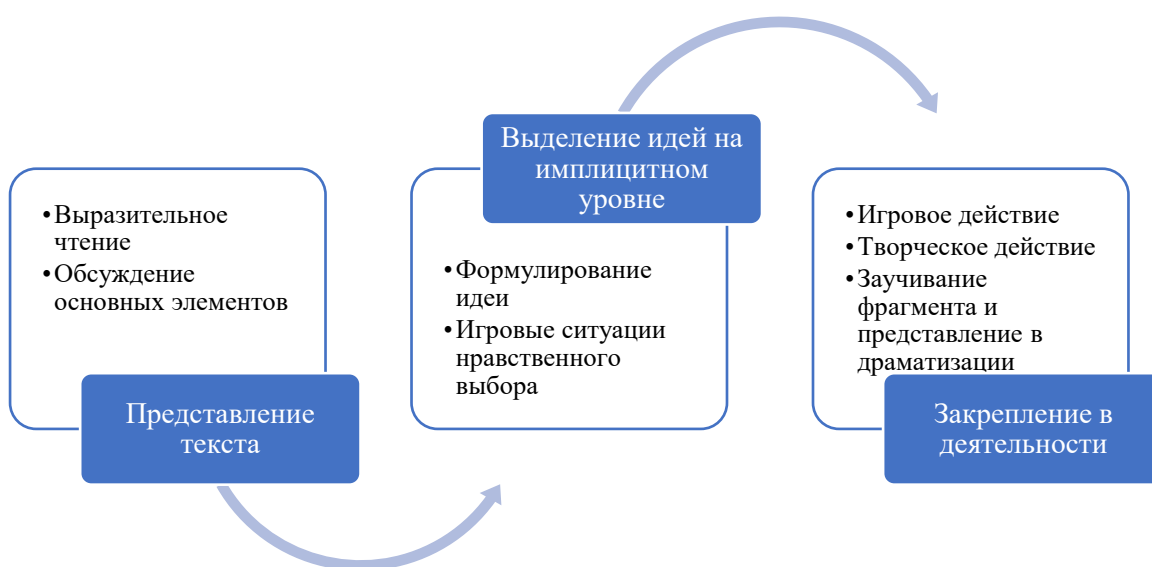 •Выразительное
чтение
•Обсуждение
основных элементов
Представление
текста
Выделение идей на
имплицитном
уровне
•Формулирование
идеи
•Игровые ситуации
нравственного
выбора
•Игровое действие
•Творческое действие
•Заучивание
фрагмента и
представление в
драматизации
Закрепление в
деятельности